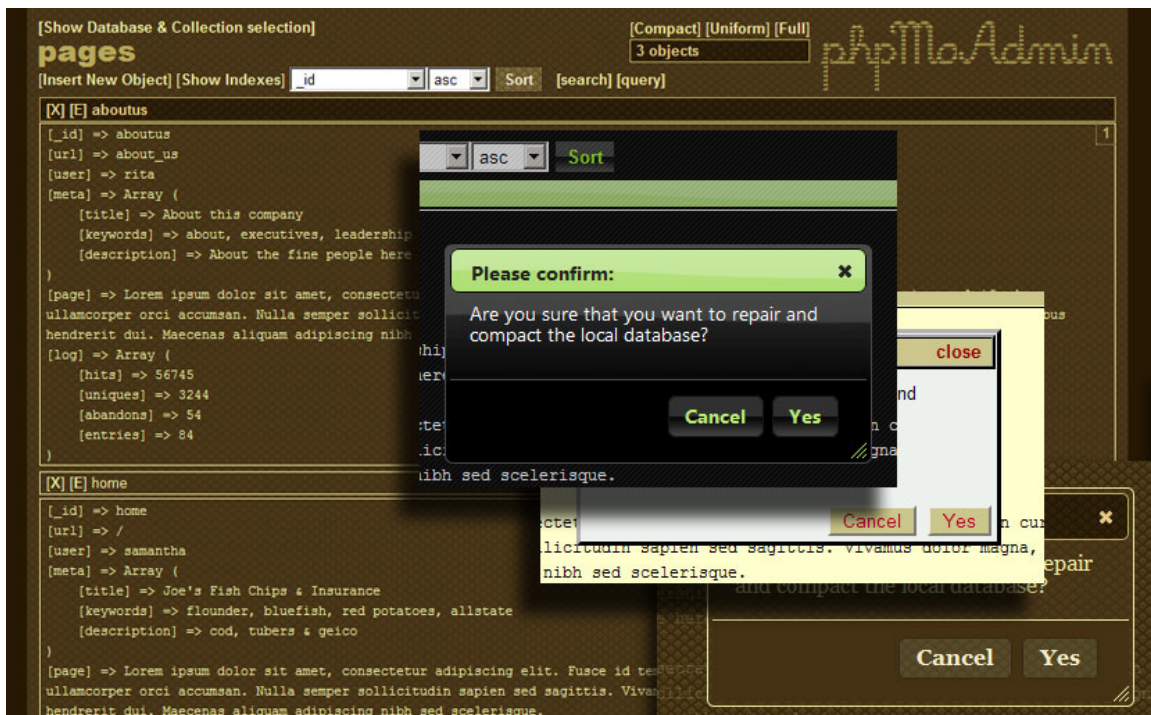 [Show Database & Collection selection]
[Compact] [Uniform] [Full]
phpMoAdmin
pages
3 objects
[Insert New Object] [Show Indexes] _id asc Sort [search] [query]
[X] [E] aboutus
1
[_id] => aboutus
[url] => about_us
[user] => rita
[meta] => Array (
[title] => About this company
[keywords] => about, executives, leadership
[description] => About the fine people here
)
[page] => Lorem ipsum dolor sit amet, consectetu
ullamcorper orci accumsan. Nulla semper sollicit
hendrerit dui. Maecenas aliquam adipiscing nibh
[log] => Array (
[hits] => 56745
[uniques] => 3244
[abandons] => 54
[entries] => 84
)
[X] [E] home
[_id] => home
[url] => /
[user] => samantha
[meta] => Array (
[title] => Joe's Fish Chips & Insurance
[keywords] => flounder, bluefish, red potatoes, allstate
[description] => cod, tubers & geico
)
[page] => Lorem ipsum dolor sit amet, consectetur adipiscing elit. Fusce id te
ullamcorper orci accumsan. Nulla semper sollicitudin sapien sed sagittis. Viva
hendrerit dui. Maecenas aliquam adipiscing nibh sed scelerisque.
asc Sort
Please confirm:
Are you sure that you want to repair and
compact the local database?
Cancel Yes
nibh sed scelerisque.
close
nd
Cancel Yes
llicitudin sapien sed sagittis. Vivamus dolor magna,
nibh sed scelerisque.
repair
and compact the local database?
Cancel Yes